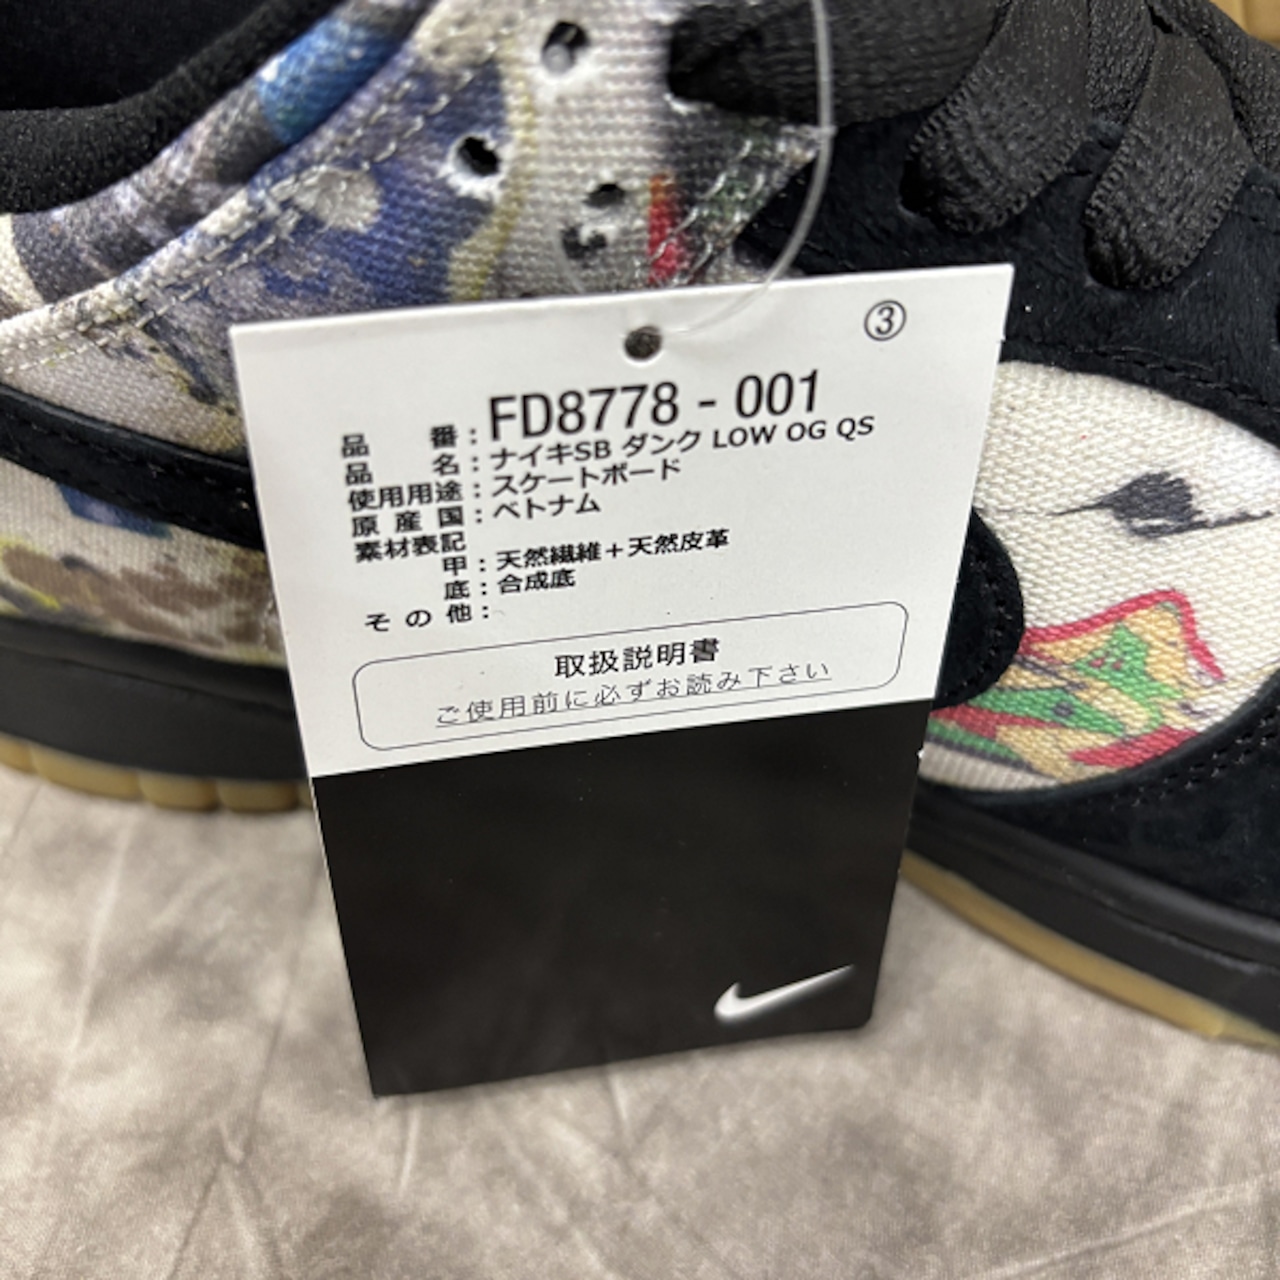 ③
品番：FD8778 - 001
品名：ナイキSB ダンク LOW OG QS
使用用途：スケートボード
原産国：ベトナム
素材表記
甲：天然繊維＋天然皮革
底：合成底
その他：
取扱説明書
ご使用前に必ずお読み下さい